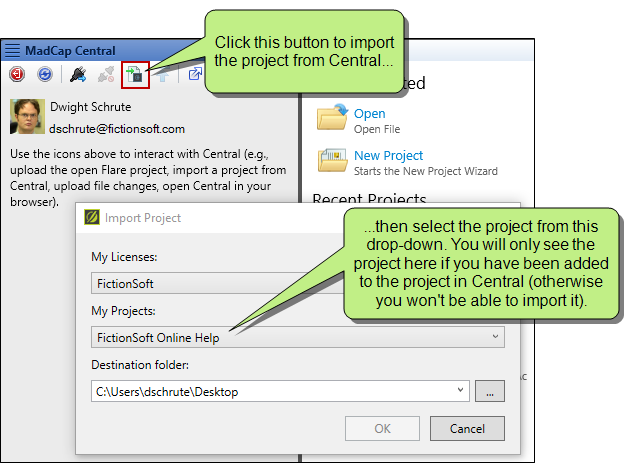 MadCap Central
Click this button to import
the project from Central...
Dwight Schrute
dschrute@fictionsoft.com
Use the icons above to interact with Central (e.g.,
upload the open Flare project, import a project from
Central, upload file changes, open Central in your
browser).
ted
Open
Open File
New Project
Starts the New Project Wizard
Recent Projects
Import Project
...then select the project from this
drop-down. You will only see the
project here if you have been added
to the project in Central (otherwise
you won't be able to import it).
My Licenses:
FictionSoft
My Projects:
FictionSoft Online Help
Destination folder:
C:\Users\dschrute\Desktop
...
Ac
OK
Cancel